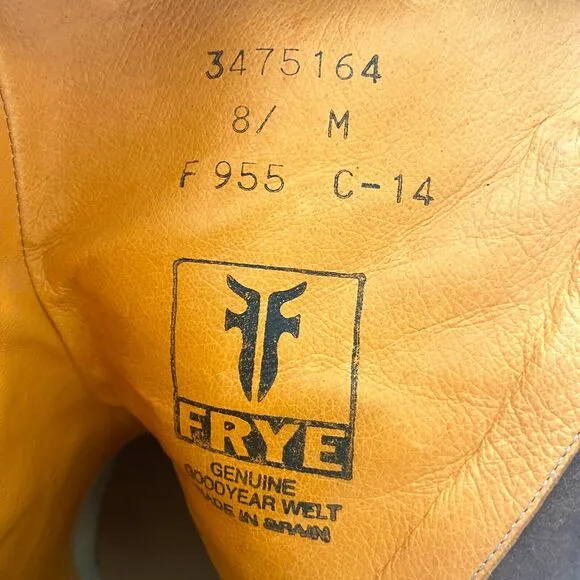 3475164
8/ M
F 955 C-14
FRYE
GENUINE
GOODYEAR WELT
MADE IN SPAIN